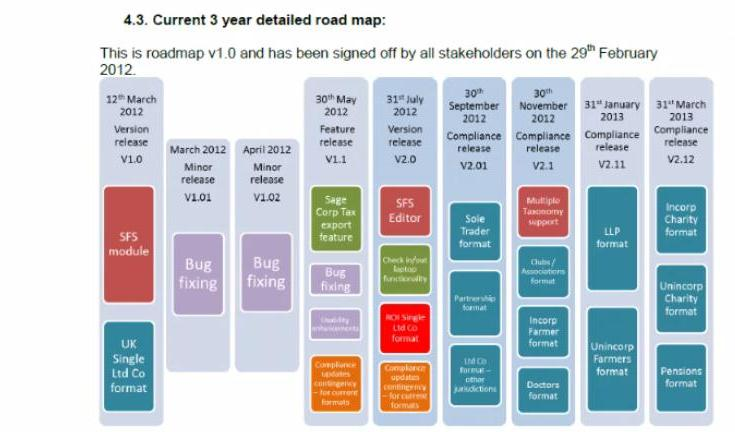 4.3. Current 3 year detailed road map:
This is roadmap v1.0 and has been signed off by all stakeholders on the 29th February
2012.
12th March
2012
Version
release
V1.0
SFS
module
UK
Single
Ltd Co
format
March 2012
Minor
release
V1.01
Bug
fixing
April 2012
Minor
release
V1.02
Bug
fixing
30th May
2012
Feature
release
V1.1
Sage
Corp Tax
export
feature
Bug
fixing
Usability
enhancements
Compliance
updates
contingency
– for current
formats
31st July
2012
Version
release
V2.0
SFS
Editor
Check in/out
laptop
functionality
ROI Single
Ltd Co
format
Compliance
updates
contingency
– for current
formats
30th
September
2012
Compliance
release
V2.01
Sole
Trader
format
Partnership
format
Ltd Co
format –
other
jurisdictions
30th
November
2012
Compliance
release
V2.1
Multiple
Taxonomy
support
Clubs /
Associations
format
Incorp
Farmer
format
Doctors
format
31st January
2013
Compliance
release
V2.11
LLP
format
Unincorp
Farmers
format
31st March
2013
Compliance
release
V2.12
Incorp
Charity
format
Unincorp
Charity
format
Pensions
format